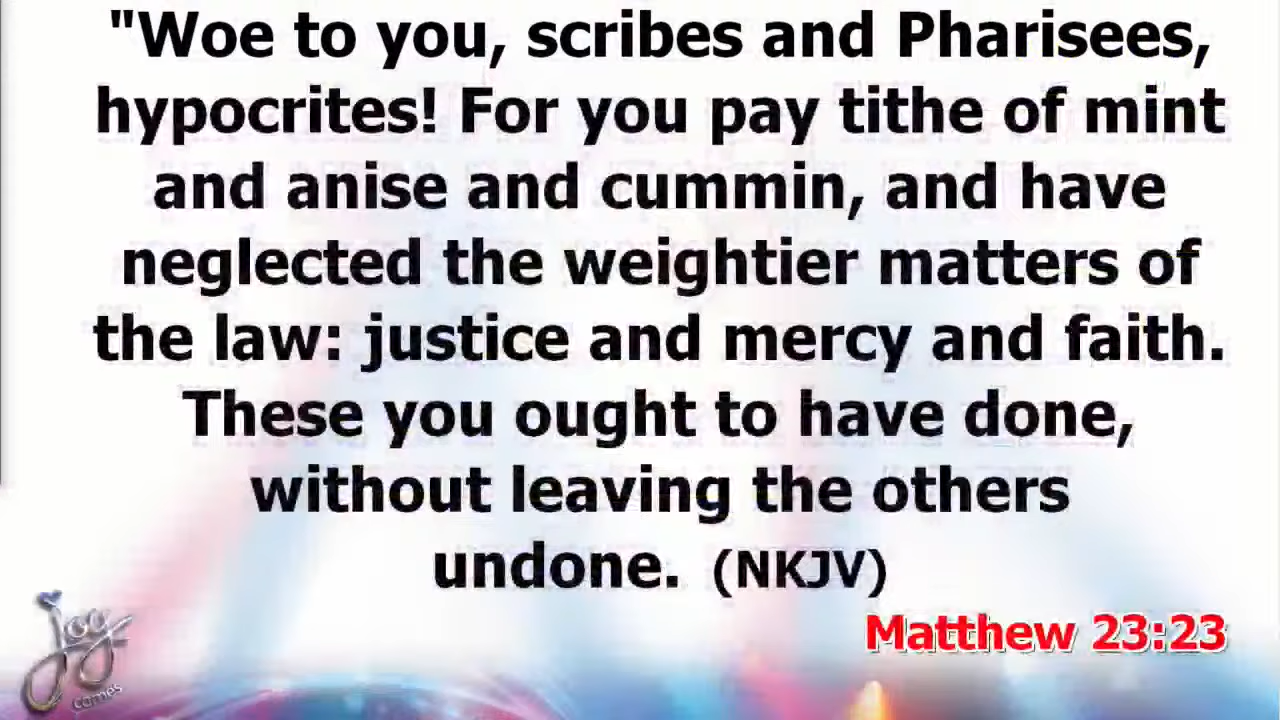 "Woe to you, scribes and Pharisees,
hypocrites! For you pay tithe of mint
and anise and cummin, and have
neglected the weightier matters of
the law: justice and mercy and faith.
These you ought to have done,
without leaving the others
undone. (NKJV)
Matthew 23:23
joy
comes